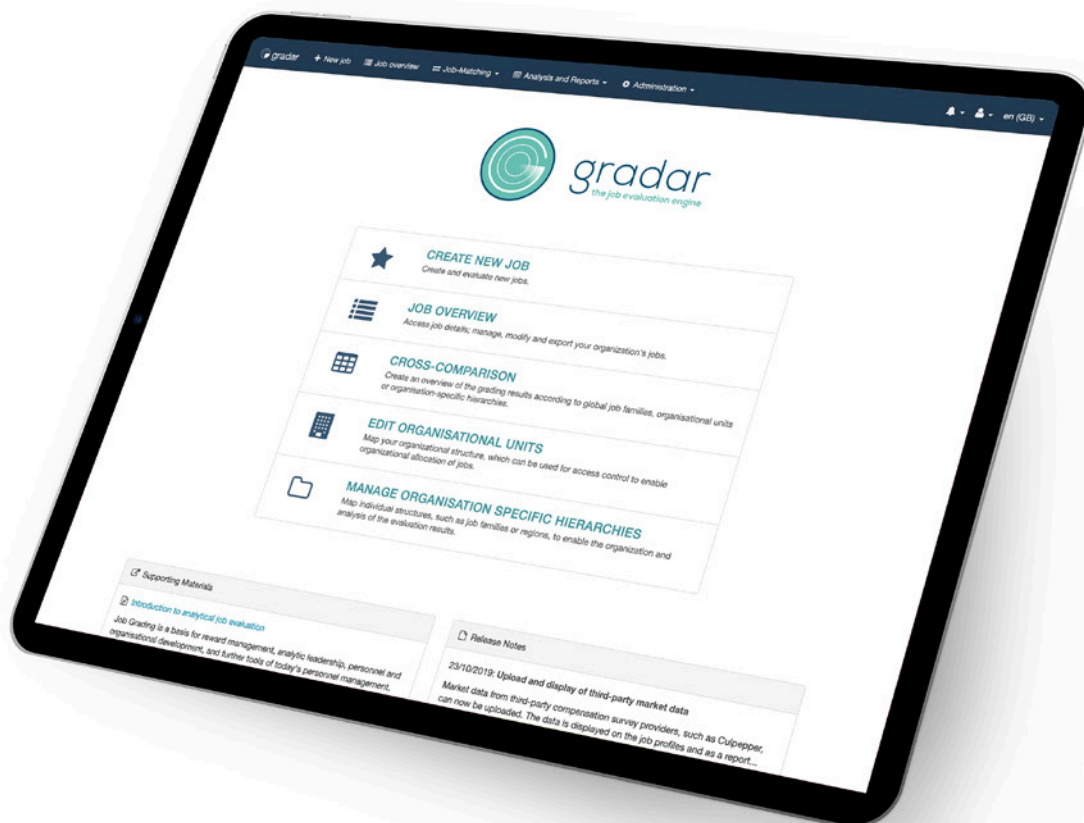 gradar + New job Job overview Job-Matching Analysis and Reports Administration en (GB)
gradar
the job evaluation engine
CREATE NEW JOB
Create and evaluate new jobs.
JOB OVERVIEW
Access job details; manage, modify and export your organization's jobs.
CROSS-COMPARISON
Create an overview of the grading results according to global job families, organisational units
or organisation-specific hierarchies.
EDIT ORGANISATIONAL UNITS
Map your organizational structure, which can be used for access control to enable
organizational allocation of jobs.
MANAGE ORGANISATION SPECIFIC HIERARCHIES
Map individual structures, such as job families or regions, to enable the organization and
analysis of the evaluation results.
Supporting Materials
Introduction to analytical job evaluation
Job Grading is a basis for reward management, analytic leadership, personnel and
organisational development, and further tools of today's personnel management.
Release Notes
23/10/2019: Upload and display of third-party market data
Market data from third-party compensation survey providers, such as Culpepper,
can now be uploaded. The data is displayed on the job profiles and as a report...